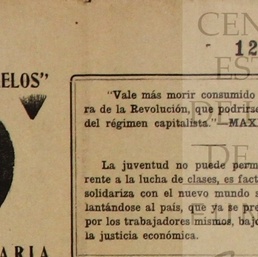 CEN
12
ES
ELOS"
"Vale más morir consumido
ra de la Revolución, que podrirse
del régimen capitalista."—MAX
DE
La juventud no puede perm
rente a la lucha de clases, es fact
solidariza con el nuevo mundo s
lantándose al país, que ya se pre
por los trabajadores mismos, bajo
la justicia económica.
ARIA